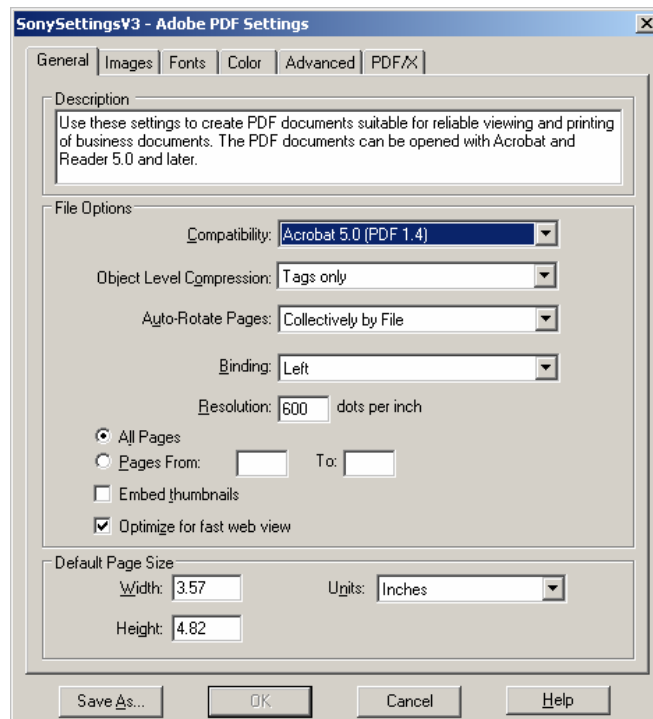 SonySettingsV3 - Adobe PDF Settings
General Images Fonts Color Advanced PDF/X
Description
Use these settings to create PDF documents suitable for reliable viewing and printing
of business documents. The PDF documents can be opened with Acrobat and
Reader 5.0 and later.
File Options
Compatibility: Acrobat 5.0 (PDF 1.4)
Object Level Compression: Tags only
Auto-Rotate Pages: Collectively by File
Binding: Left
Resolution: 600 dots per inch
All Pages
Pages From: To:
Embed thumbnails
Optimize for fast web view
Default Page Size
Width: 3.57 Units: Inches
Height: 4.82
Save As... OK Cancel Help